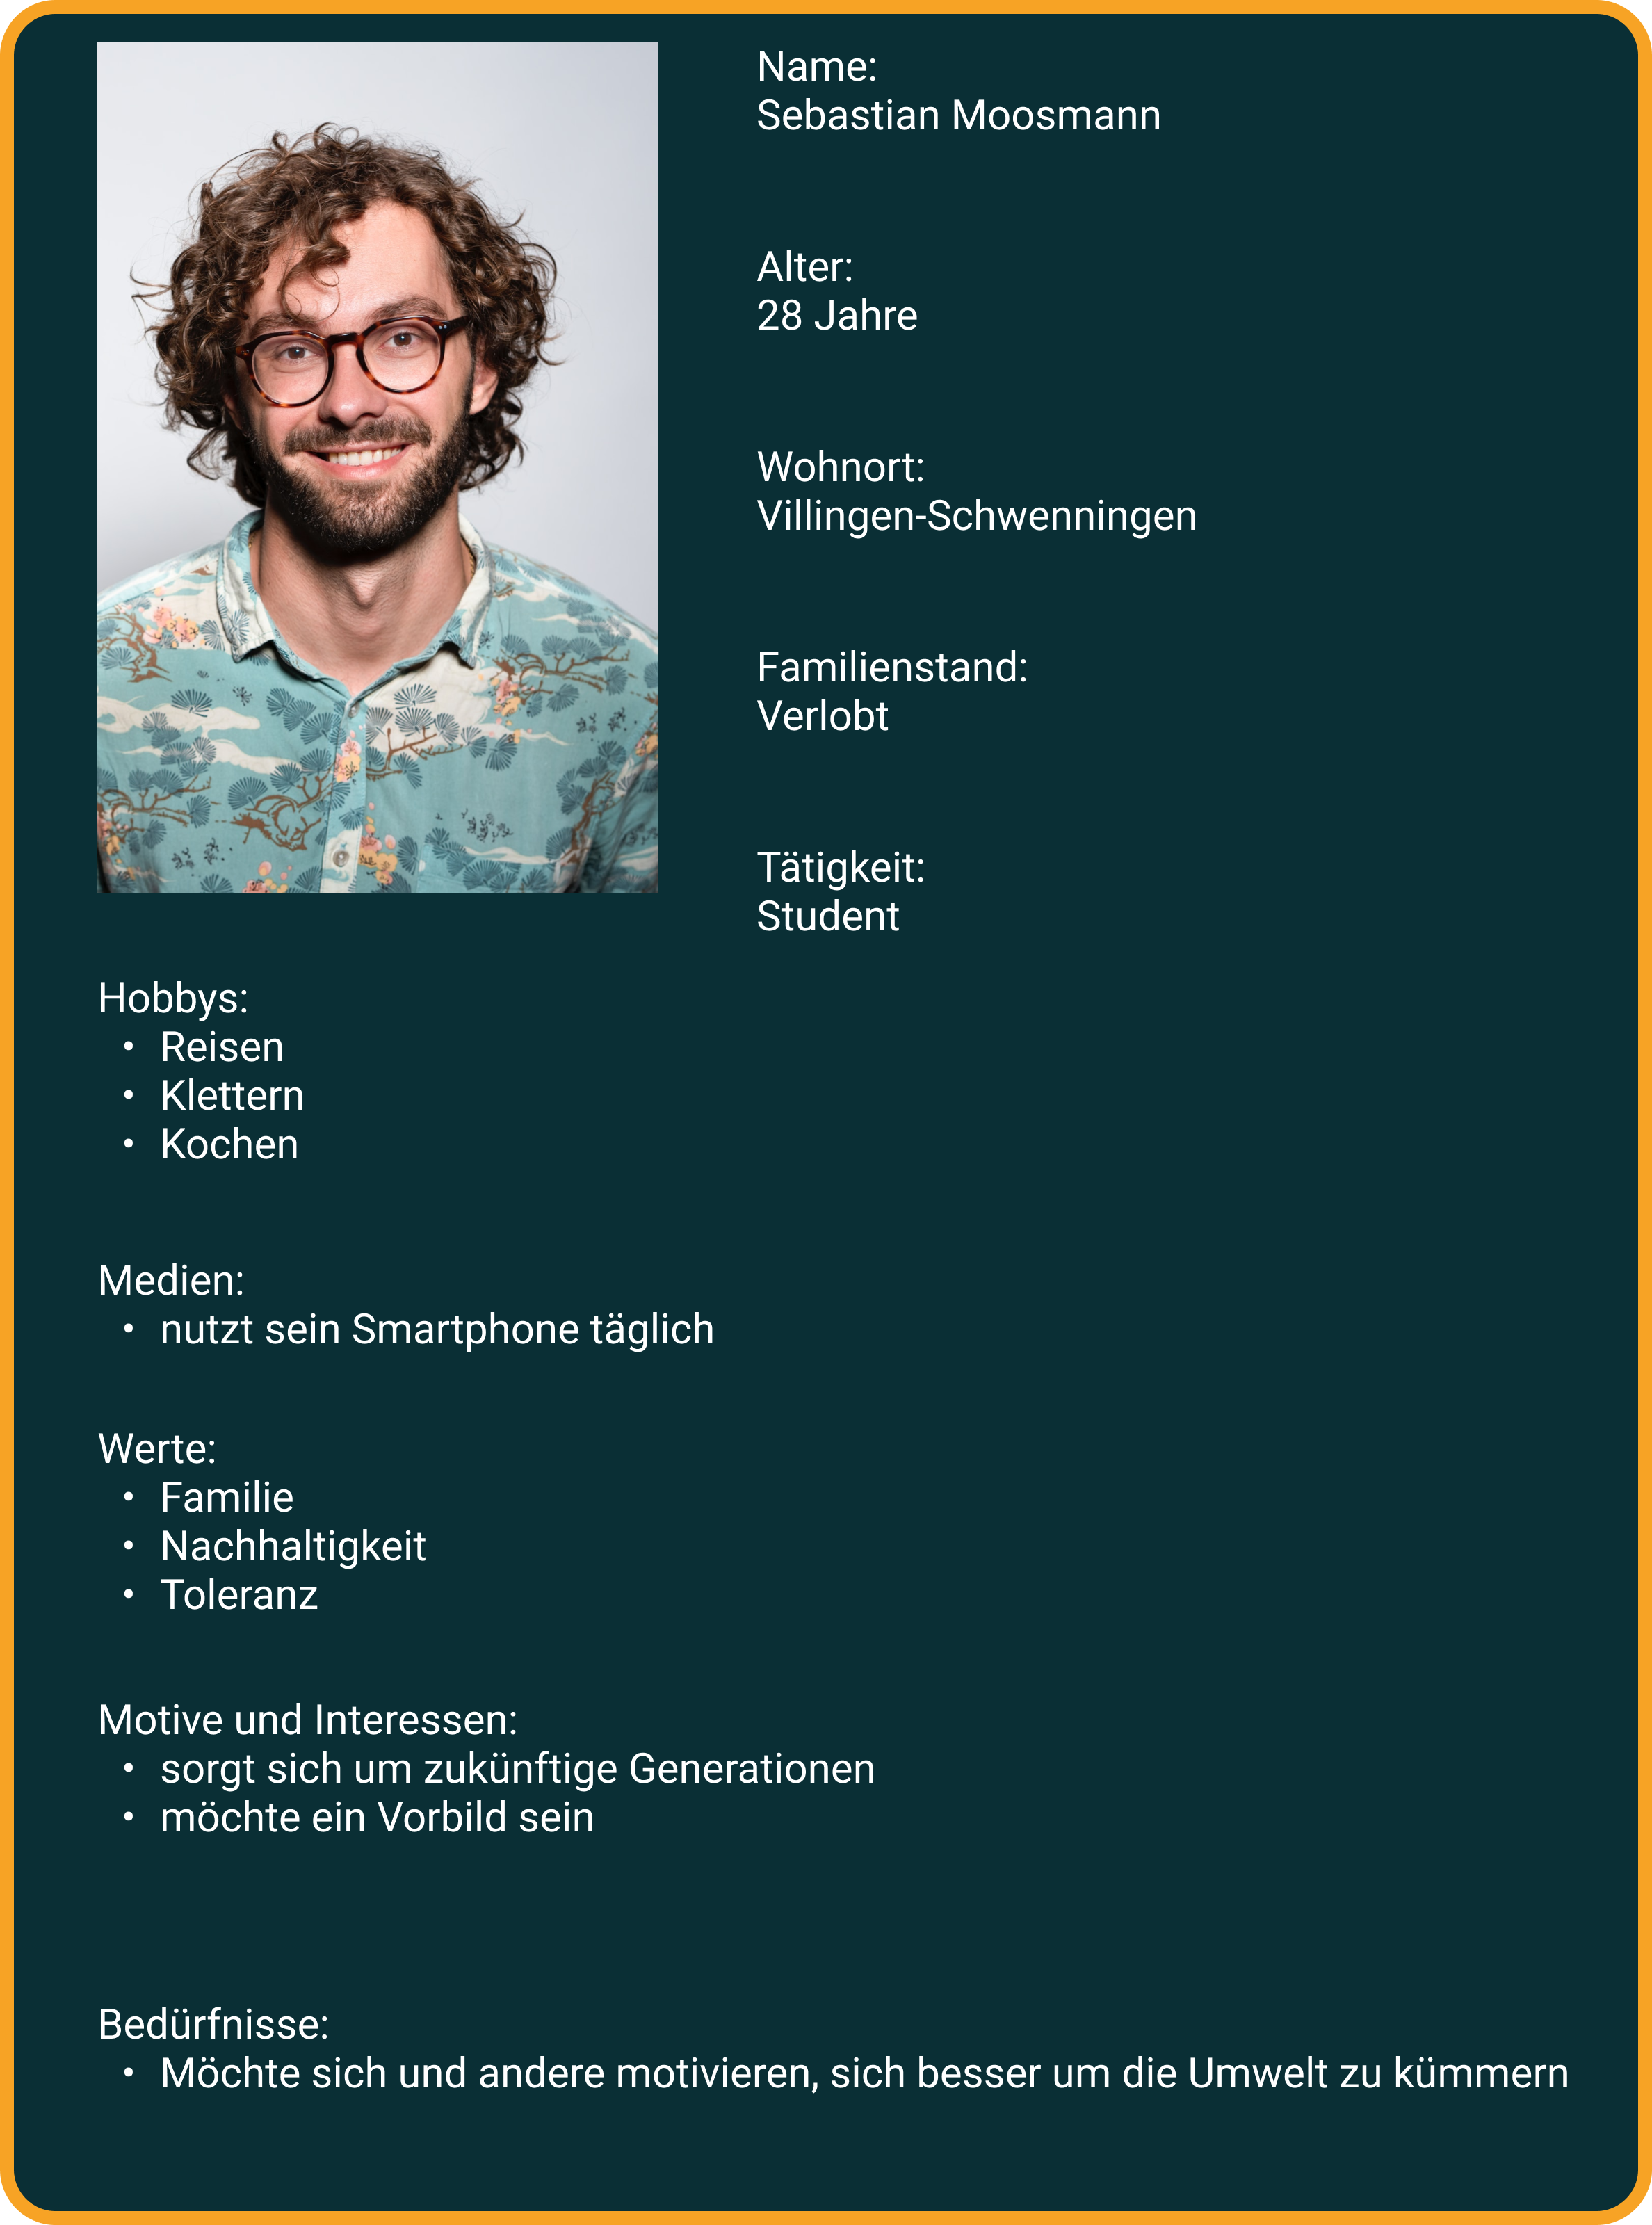 Name:
Sebastian Moosmann
Alter:
28 Jahre
Wohnort:
Villingen-Schwenningen
Familienstand:
Verlobt
Tätigkeit:
Student
Hobbys:
• Reisen
• Klettern
• Kochen
Medien:
• nutzt sein Smartphone täglich
Werte:
• Familie
• Nachhaltigkeit
• Toleranz
Motive und Interessen:
• sorgt sich um zukünftige Generationen
• möchte ein Vorbild sein
Bedürfnisse:
• Möchte sich und andere motivieren, sich besser um die Umwelt zu kümmern